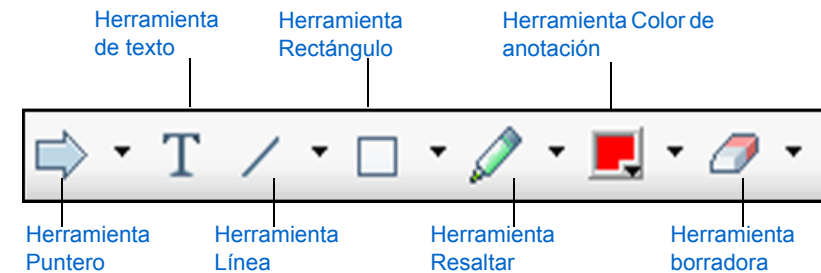 Herramienta
de texto
Herramienta
Rectángulo
Herramienta Color de
anotación
T
Herramienta
Puntero
Herramienta
Línea
Herramienta
Resaltar
Herramienta
borradora